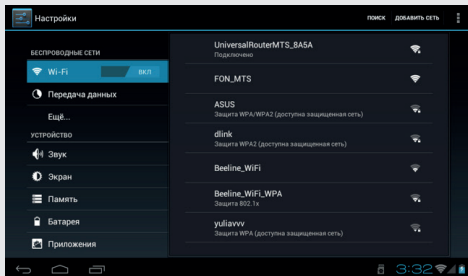 Настройки
ПОИСК ДОБАВИТЬ СЕТЬ
БЕСПРОВОДНЫЕ СЕТИ
Wi-Fi ВКЛ
Передача данных
Ещё...
УСТРОЙСТВО
Звук
Экран
Память
Батарея
Приложения
UniversalRouterMTS_8A5A
Подключено
FON_MTS
ASUS
Защита WPA/WPA2 (доступна защищенная сеть)
dlink
Защита WPA2 (доступна защищенная сеть)
Beeline_WiFi
Beeline_WiFi_WPA
Защита 802.1x
yuliavvv
Защита WPA (доступна защищенная сеть)
3:32